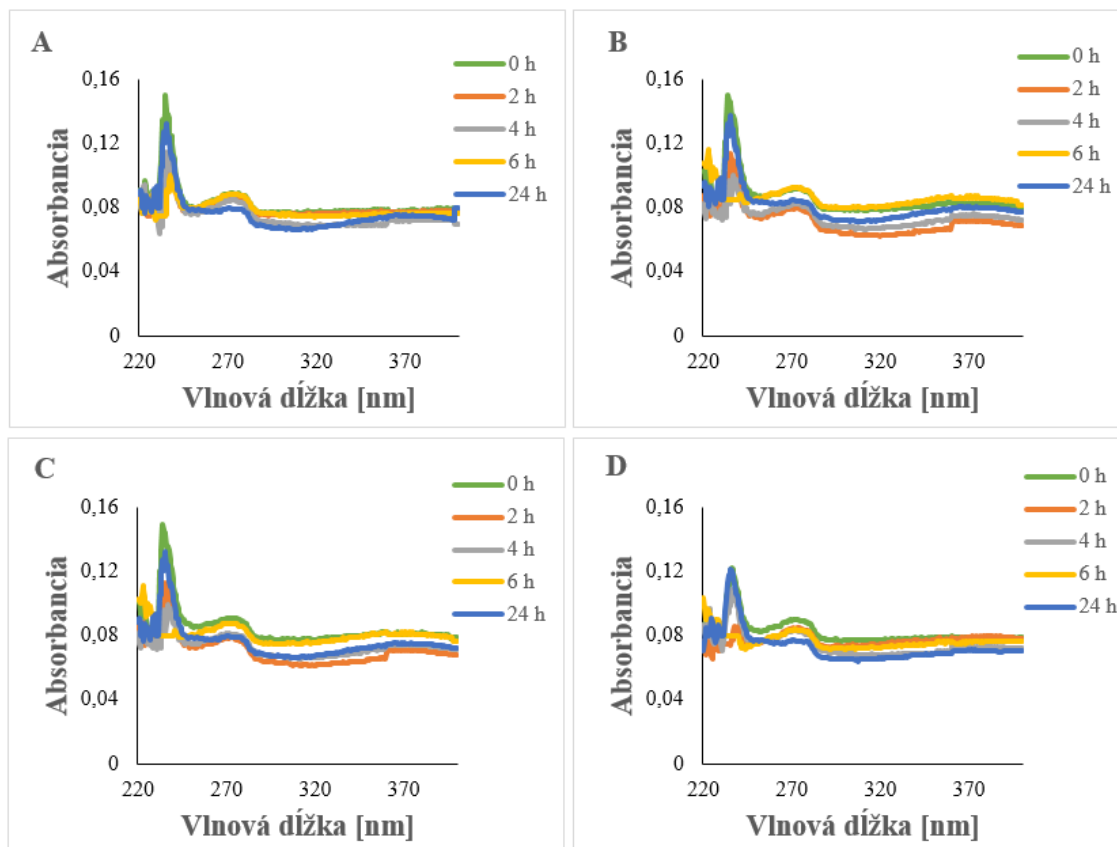 A
0,16
0,12
0,08
0,04
0
Absorbancia
220
270
320
370
Vlnová dĺžka [nm]
0 h
2 h
4 h
6 h
24 h
B
0,16
0,12
0,08
0,04
0
Absorbancia
220
270
320
370
Vlnová dĺžka [nm]
0 h
2 h
4 h
6 h
24 h
C
0,16
0,12
0,08
0,04
0
Absorbancia
220
270
320
370
Vlnová dĺžka [nm]
0 h
2 h
4 h
6 h
24 h
D
0,16
0,12
0,08
0,04
0
Absorbancia
220
270
320
370
Vlnová dĺžka [nm]
0 h
2 h
4 h
6 h
24 h